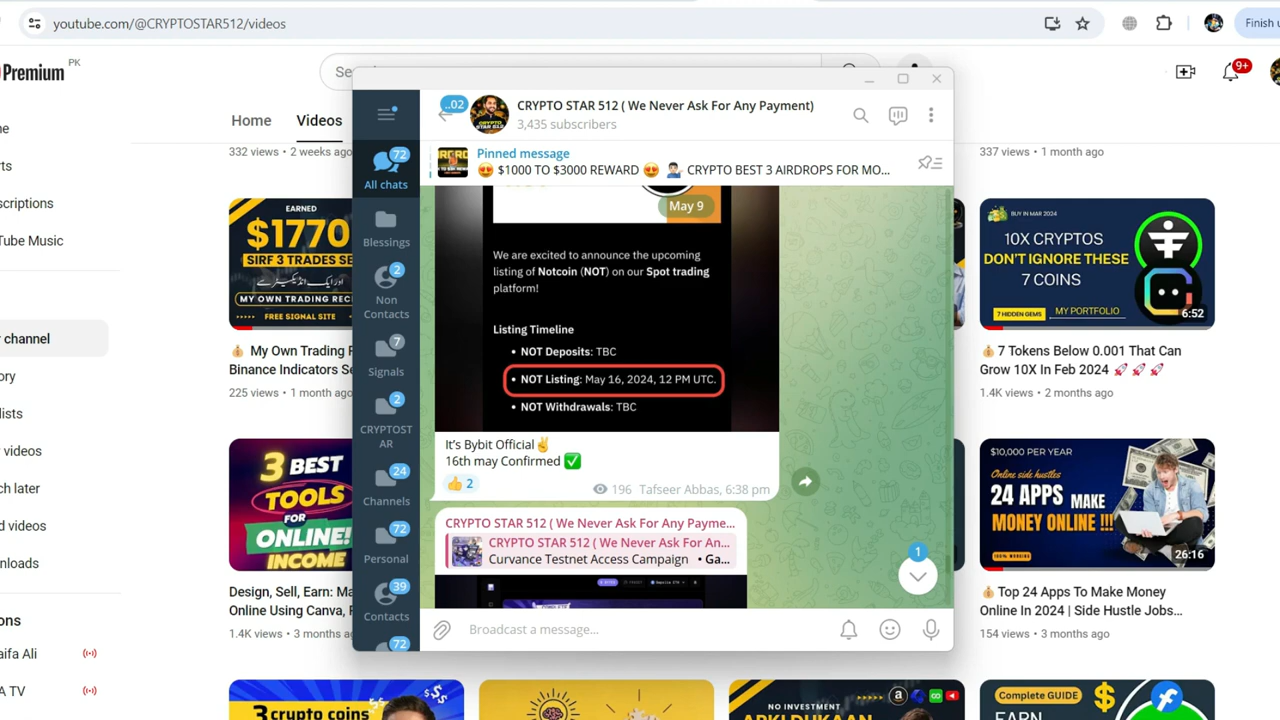 youtube.com/@CRYPTOSTAR512/videos
Finish u
Premium PK
9+
Home
Videos
332 views • 2 weeks ago
337 views • 1 month ago
scriptions
Tube Music
channel
ory
lists
videos
ch later
d videos
nloads
ons
aifa Ali
A TV
..02
CRYPTO STAR 512 ( We Never Ask For Any Payment)
3,435 subscribers
Pinned message
😍 $1000 TO $3000 REWARD 😍 💁🏻‍♂️ CRYPTO BEST 3 AIRDROPS FOR MO...
72
All chats
Blessings
2
Non
Contacts
7
Signals
2
CRYPTOST
AR
24
Channels
72
Personal
39
Contacts
72
May 9
We are excited to announce the upcoming
listing of Notcoin (NOT) on our Spot trading
platform!
Listing Timeline
• NOT Deposits: TBC
• NOT Listing: May 16, 2024, 12 PM UTC.
• NOT Withdrawals: TBC
It's Bybit Official✌
16th may Confirmed ✅
👍 2
196 Tafseer Abbas, 6:38 pm
CRYPTO STAR 512 ( We Never Ask For Any Payme...
CRYPTO STAR 512 ( We Never Ask For An...
Curvance Testnet Access Campaign • Ga...
1
Broadcast a message...
EARNED
$1770
SIRF 3 TRADES SE
MY OWN TRADING REC
FREE SIGNAL SITE
💰 My Own Trading R
Binance Indicators Se
225 views • 1 month ago
BUY IN MAR 2024
10X CRYPTOS
DON'T IGNORE THESE
7 COINS
7 HIDDEN GEMS
MY PORTFOLIO
6:52
💰 7 Tokens Below 0.001 That Can
Grow 10X In Feb 2024 🚀 🚀 🚀
1.4K views • 2 months ago
3 BEST
TOOLS
FOR
ONLINE
INCOME
Design, Sell, Earn: Ma
Online Using Canva, F
1.4K views • 3 months ago
$10,000 PER YEAR
Online side hustles
24 APPS MAKE
MONEY ONLINE !!!
100% WORKING
26:16
💰 Top 24 Apps To Make Money
Online In 2024 | Side Hustle Jobs...
154 views • 3 months ago
3 crypto coins
NO INVESTMENT
Complete GUIDE
EARN